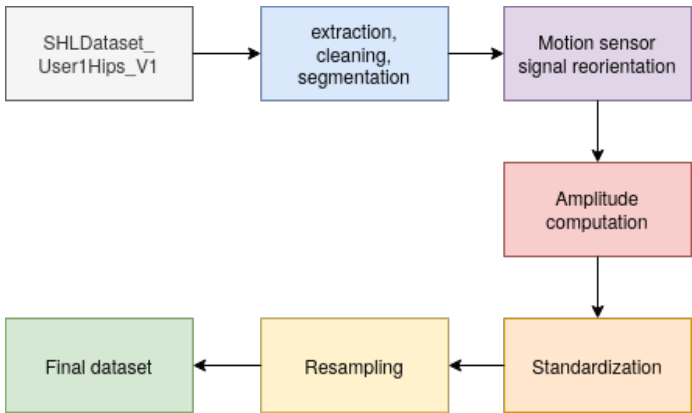 SHLDataset_
User1Hips_V1
extraction,
cleaning,
segmentation
Motion sensor
signal reorientation
Amplitude
computation
Final dataset
Resampling
Standardization